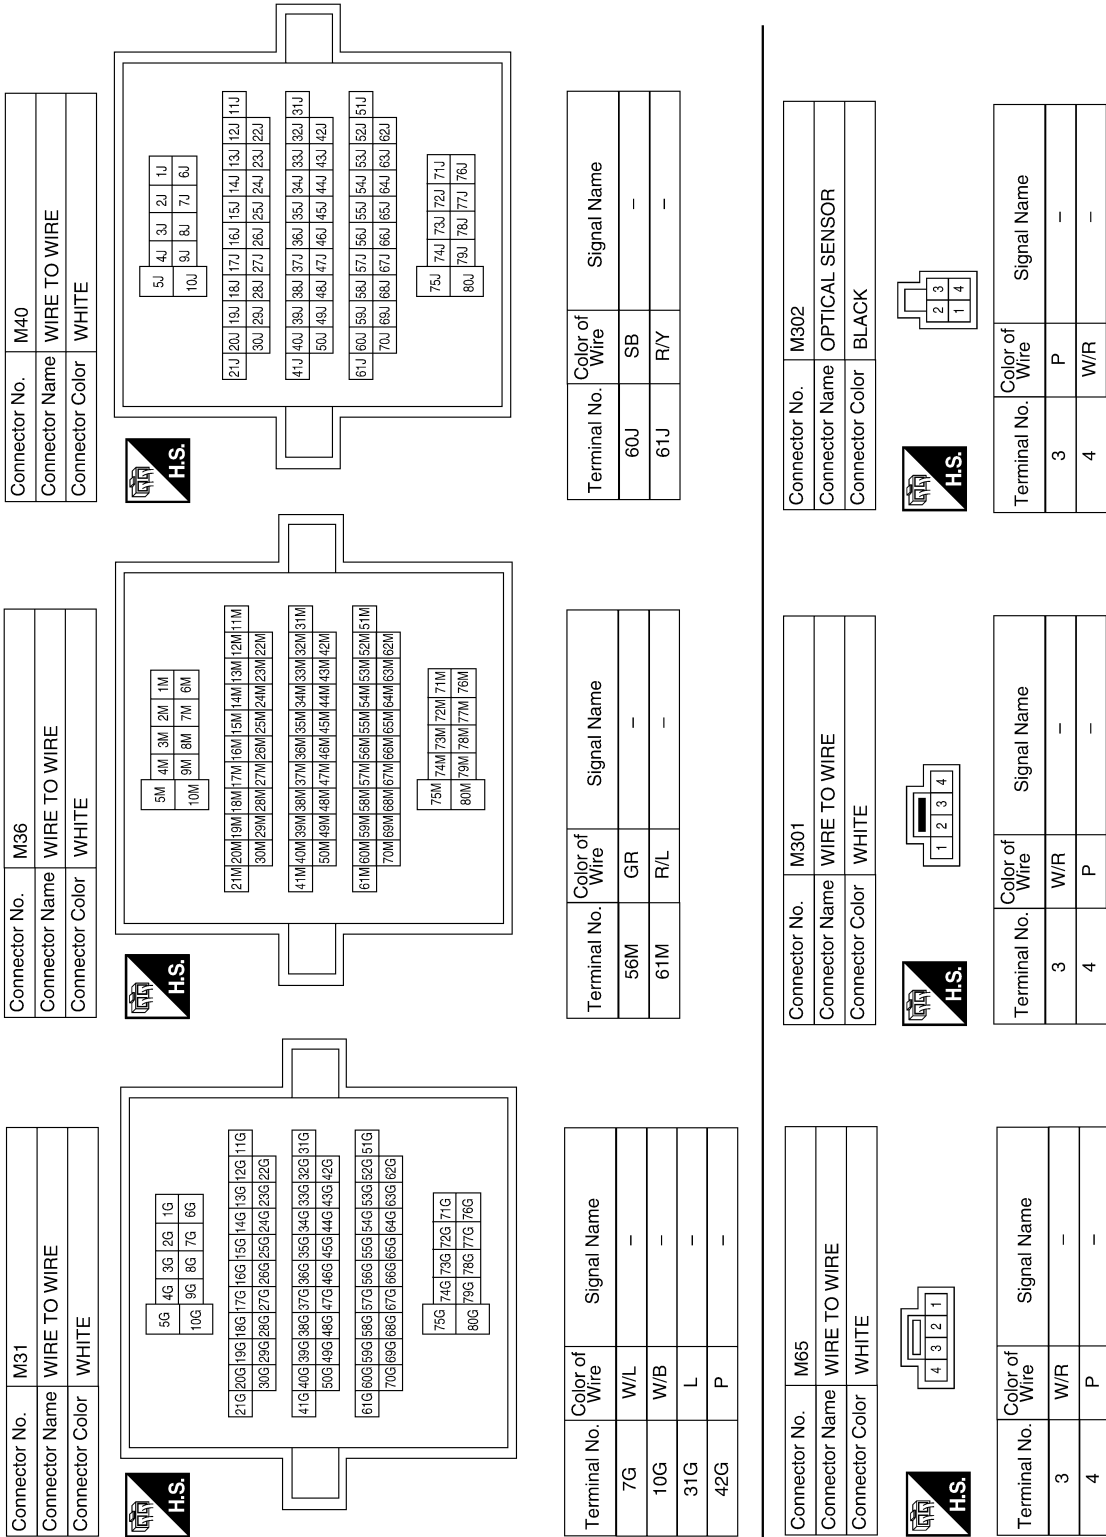 Connector No. M31
Connector Name WIRE TO WIRE
Connector Color WHITE
H.S.
5G 4G 3G 2G 1G
10G 9G 8G 7G 6G
21G 20G 19G 18G 17G 16G 15G 14G 13G 12G 11G
30G 29G 28G 27G 26G 25G 24G 23G 22G
41G 40G 39G 38G 37G 36G 35G 34G 33G 32G 31G
50G 49G 48G 47G 46G 45G 44G 43G 42G
61G 60G 59G 58G 57G 56G 55G 54G 53G 52G 51G
70G 69G 68G 67G 66G 65G 64G 63G 62G
75G 74G 73G 72G 71G
80G 79G 78G 77G 76G
Terminal No. Color of Wire Signal Name
7G W/L –
10G W/B –
31G L –
42G P –
Connector No. M36
Connector Name WIRE TO WIRE
Connector Color WHITE
H.S.
5M 4M 3M 2M 1M
10M 9M 8M 7M 6M
21M 20M 19M 18M 17M 16M 15M 14M 13M 12M 11M
30M 29M 28M 27M 26M 25M 24M 23M 22M
41M 40M 39M 38M 37M 36M 35M 34M 33M 32M 31M
50M 49M 48M 47M 46M 45M 44M 43M 42M
61M 60M 59M 58M 57M 56M 55M 54M 53M 52M 51M
70M 69M 68M 67M 66M 65M 64M 63M 62M
75M 74M 73M 72M 71M
80M 79M 78M 77M 76M
Terminal No. Color of Wire Signal Name
56M GR –
61M R/L –
Connector No. M40
Connector Name WIRE TO WIRE
Connector Color WHITE
H.S.
5J 4J 3J 2J 1J
10J 9J 8J 7J 6J
21J 20J 19J 18J 17J 16J 15J 14J 13J 12J 11J
30J 29J 28J 27J 26J 25J 24J 23J 22J
41J 40J 39J 38J 37J 36J 35J 34J 33J 32J 31J
50J 49J 48J 47J 46J 45J 44J 43J 42J
61J 60J 59J 58J 57J 56J 55J 54J 53J 52J 51J
70J 69J 68J 67J 66J 65J 64J 63J 62J
75J 74J 73J 72J 71J
80J 79J 78J 77J 76J
Terminal No. Color of Wire Signal Name
60J SB –
61J R/Y –
Connector No. M65
Connector Name WIRE TO WIRE
Connector Color WHITE
H.S.
4 3 2 1
Terminal No. Color of Wire Signal Name
3 W/R –
4 P –
Connector No. M301
Connector Name WIRE TO WIRE
Connector Color WHITE
H.S.
1 2 3 4
Terminal No. Color of Wire Signal Name
3 W/R –
4 P –
Connector No. M302
Connector Name OPTICAL SENSOR
Connector Color BLACK
H.S.
2 3
1 4
Terminal No. Color of Wire Signal Name
3 P –
4 W/R –